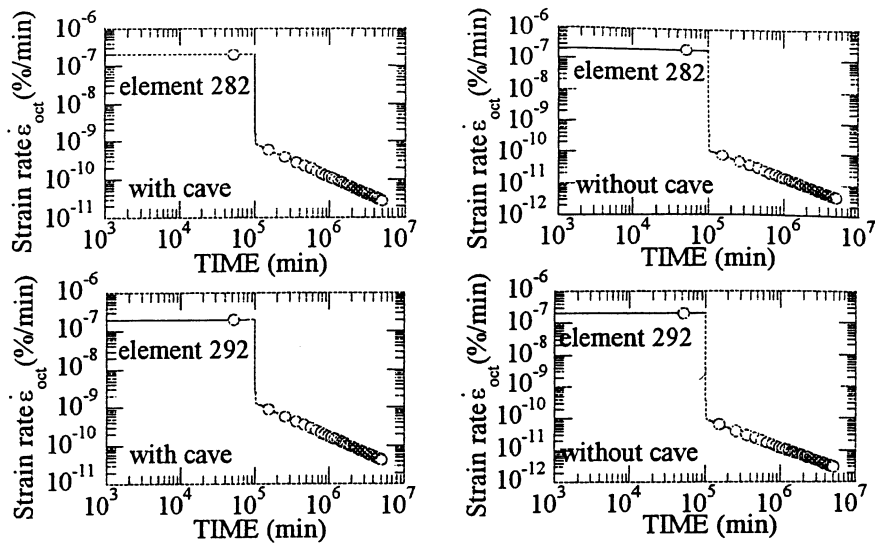 Strain rate ε̇oct (%/min)
10^-6
10^-7
10^-8
10^-9
10^-10
10^-11
element 282
with cave
10^3 10^4 10^5 10^6 10^7
TIME (min)
Strain rate ε̇oct (%/min)
10^-6
10^-7
10^-8
10^-9
10^-10
10^-11
10^-12
element 282
without cave
10^3 10^4 10^5 10^6 10^7
TIME (min)
Strain rate ε̇oct (%/min)
10^-6
10^-7
10^-8
10^-9
10^-10
10^-11
element 292
with cave
10^3 10^4 10^5 10^6 10^7
TIME (min)
Strain rate ε̇oct (%/min)
10^-6
10^-7
10^-8
10^-9
10^-10
10^-11
10^-12
element 292
without cave
10^3 10^4 10^5 10^6 10^7
TIME (min)